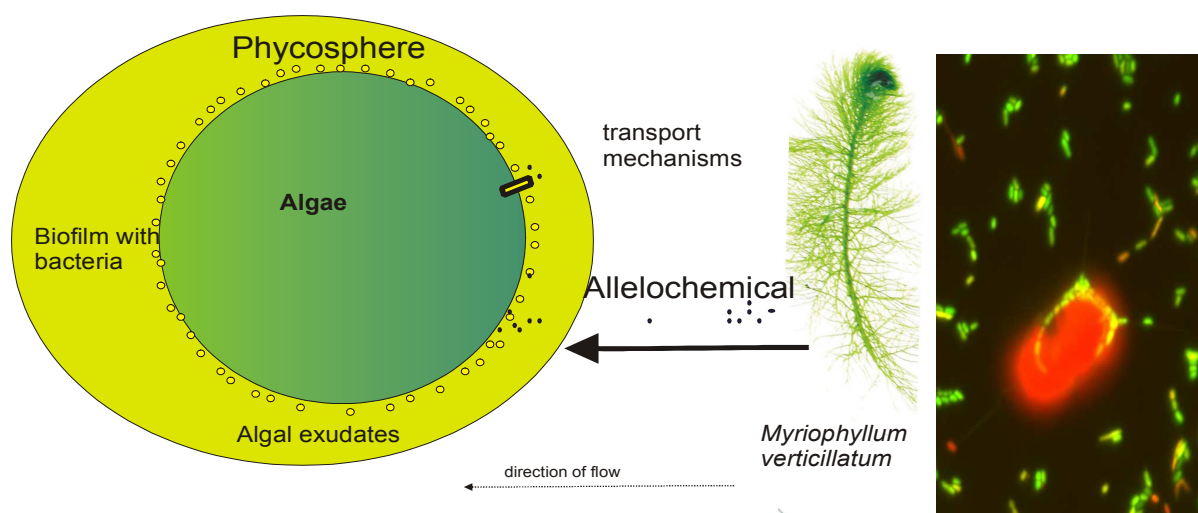 Phycosphere
transport
mechanisms
Algae
Biofilm with
bacteria
Allelochemical
Algal exudates
Myriophyllum
verticillatum
direction of flow